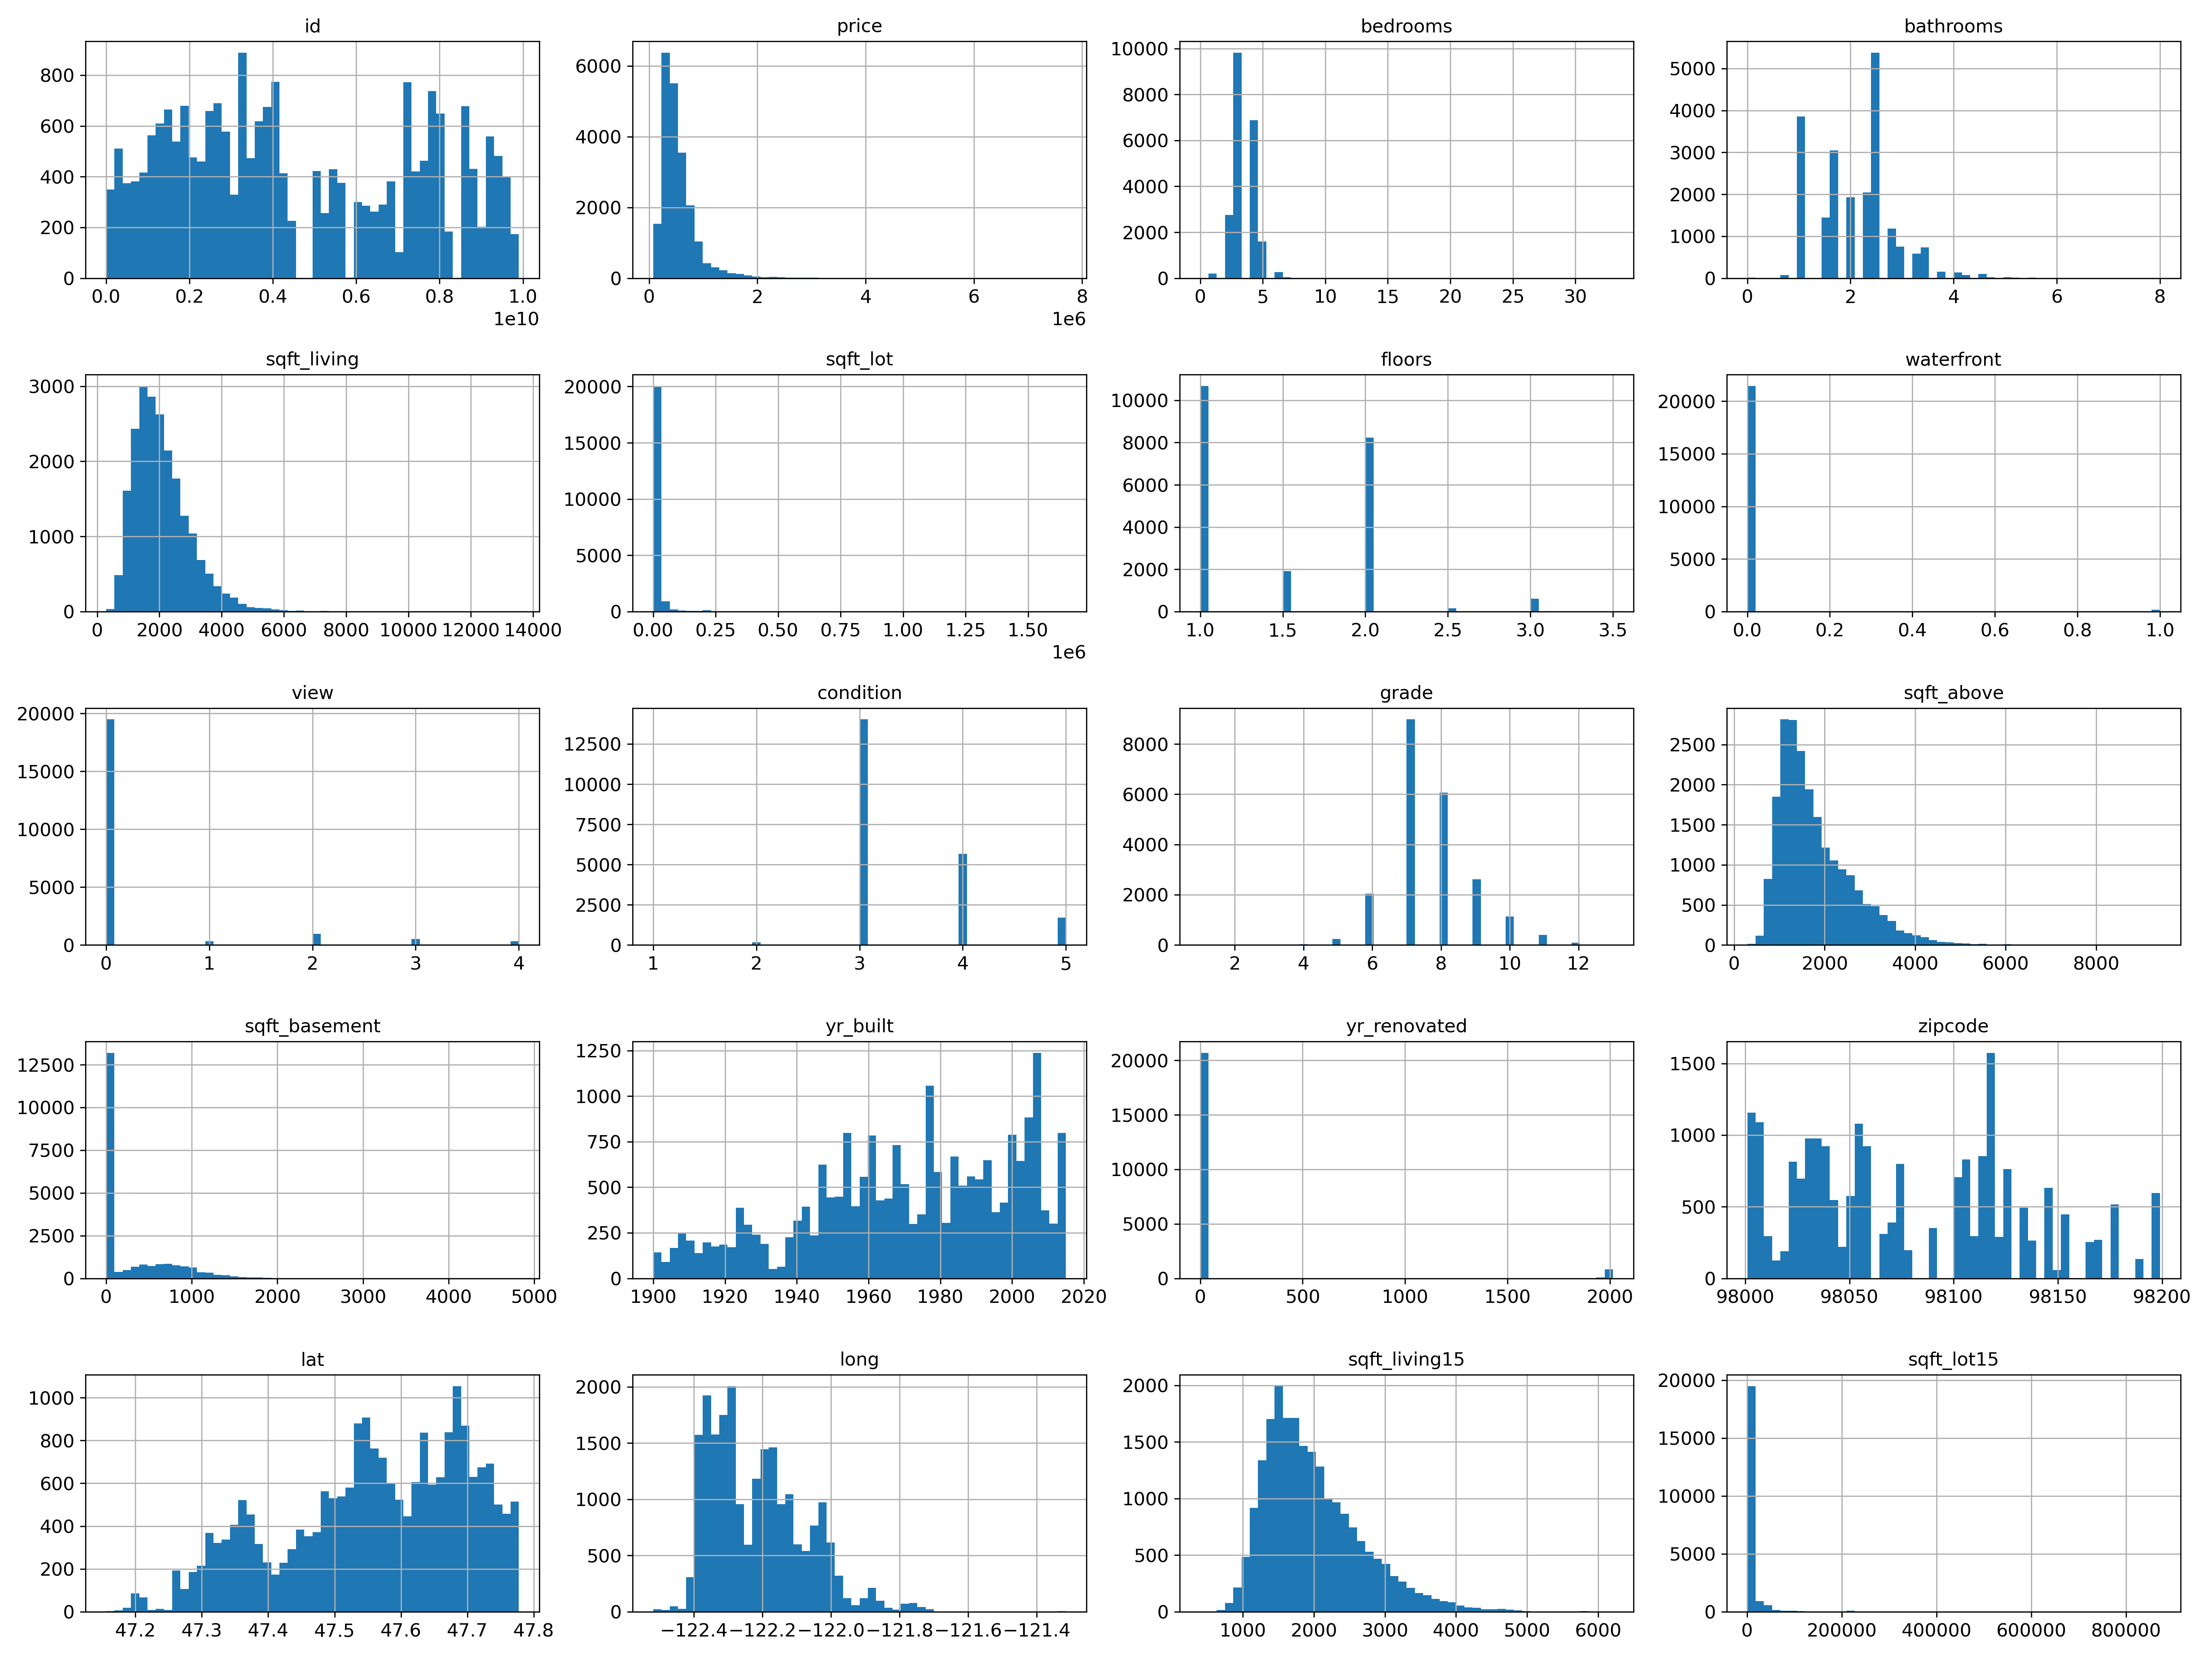 id
0
200
400
600
800
0.0 0.2 0.4 0.6 0.8 1.0
1e10
price
0
2000
4000
6000
0 2 4 6 8
1e6
bedrooms
0
2000
4000
6000
8000
10000
0 5 10 15 20 25 30
bathrooms
0
1000
2000
3000
4000
5000
0 2 4 6 8
sqft_living
0
1000
2000
3000
0 2000 4000 6000 8000 10000 12000 14000
sqft_lot
0
5000
10000
15000
20000
0.00 0.25 0.50 0.75 1.00 1.25 1.50
1e6
floors
0
2000
4000
6000
8000
10000
1.0 1.5 2.0 2.5 3.0 3.5
waterfront
0
5000
10000
15000
20000
0.0 0.2 0.4 0.6 0.8 1.0
view
0
5000
10000
15000
20000
0 1 2 3 4
condition
0
2500
5000
7500
10000
12500
1 2 3 4 5
grade
0
2000
4000
6000
8000
2 4 6 8 10 12
sqft_above
0
500
1000
1500
2000
2500
0 2000 4000 6000 8000
sqft_basement
0
2500
5000
7500
10000
12500
0 1000 2000 3000 4000 5000
yr_built
0
250
500
750
1000
1250
1900 1920 1940 1960 1980 2000 2020
yr_renovated
0
5000
10000
15000
20000
0 500 1000 1500 2000
zipcode
0
500
1000
1500
98000 98050 98100 98150 98200
lat
0
200
400
600
800
1000
47.2 47.3 47.4 47.5 47.6 47.7 47.8
long
0
500
1000
1500
2000
−122.4 −122.2 −122.0 −121.8 −121.6 −121.4
sqft_living15
0
500
1000
1500
2000
1000 2000 3000 4000 5000 6000
sqft_lot15
0
5000
10000
15000
20000
0 200000 400000 600000 800000